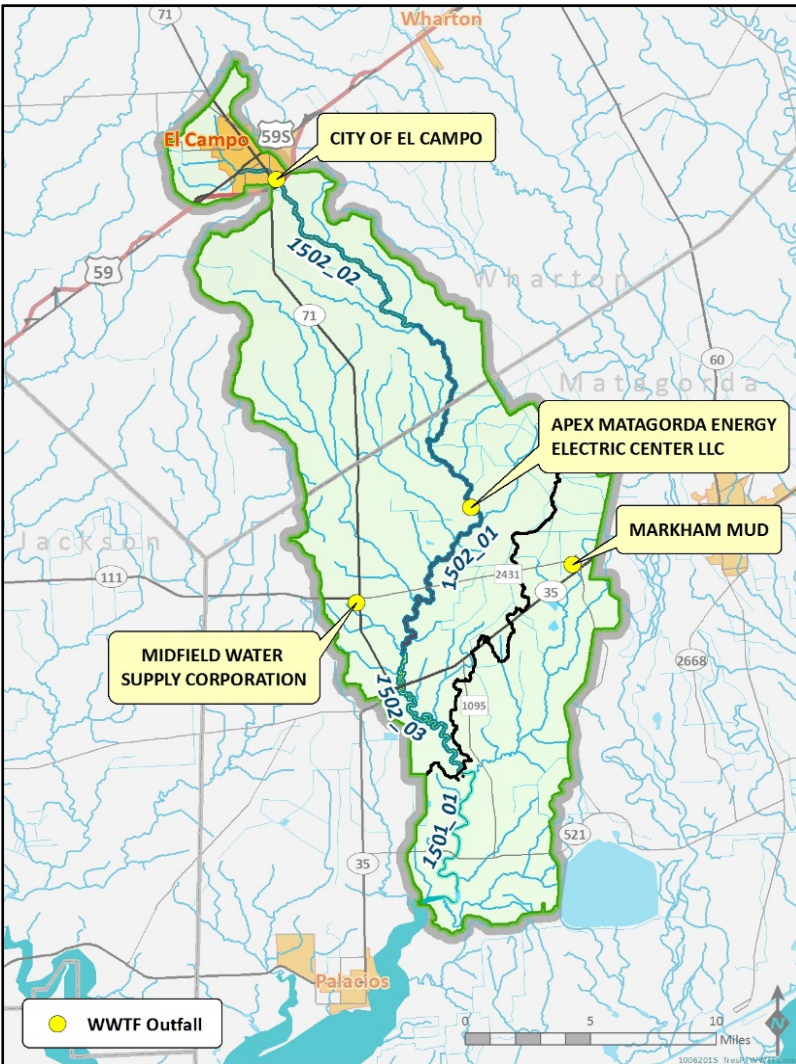 71
Wharton
El Campo
59S
CITY OF EL CAMPO
1502_02
59
Wharton
71
60
Matagorda
APEX MATAGORDA ENERGY
ELECTRIC CENTER LLC
MARKHAM MUD
Jackson
111
1502_01
2431
35
MIDFIELD WATER
SUPPLY CORPORATION
2668
1502_03
1095
1501_01
521
35
Palacios
WWTF Outfall
0 5 10
Miles
N